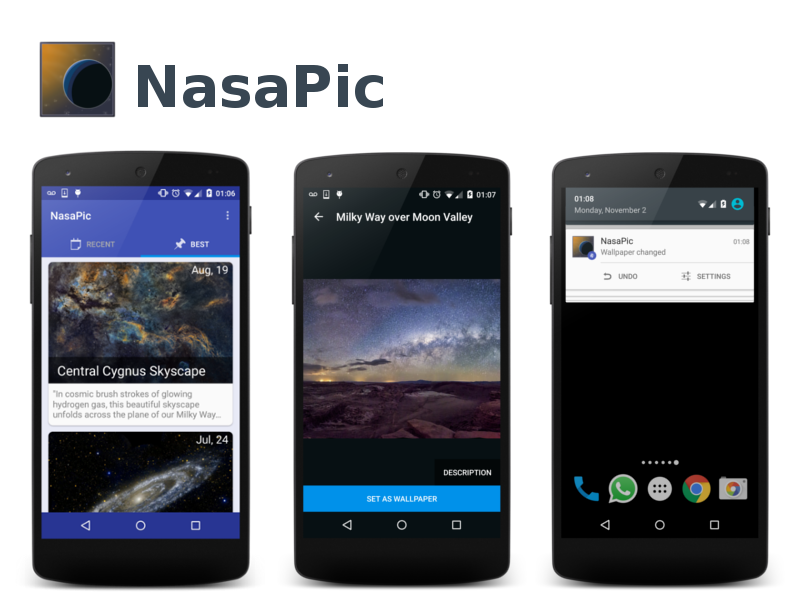 NasaPic
01:06
NasaPic
RECENT
BEST
Aug, 19
Central Cygnus Skyscape
"In cosmic brush strokes of glowing
hydrogen gas, this beautiful skyscape
unfolds across the plane of our Milky Way...
Jul, 24
01:07
Milky Way over Moon Valley
DESCRIPTION
SET AS WALLPAPER
01:08
Monday, November 2
NasaPic
01:08
Wallpaper changed
UNDO
SETTINGS